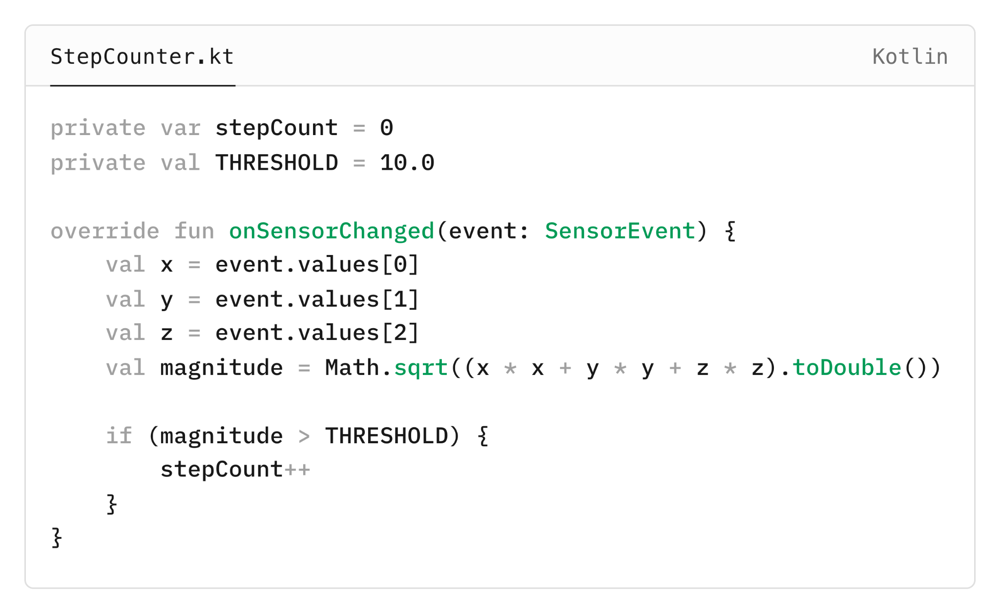 StepCounter.kt
Kotlin
private var stepCount = 0
private val THRESHOLD = 10.0
override fun onSensorChanged(event: SensorEvent) {
    val x = event.values[0]
    val y = event.values[1]
    val z = event.values[2]
    val magnitude = Math.sqrt((x * x + y * y + z * z).toDouble())
    if (magnitude > THRESHOLD) {
        stepCount++
    }
}